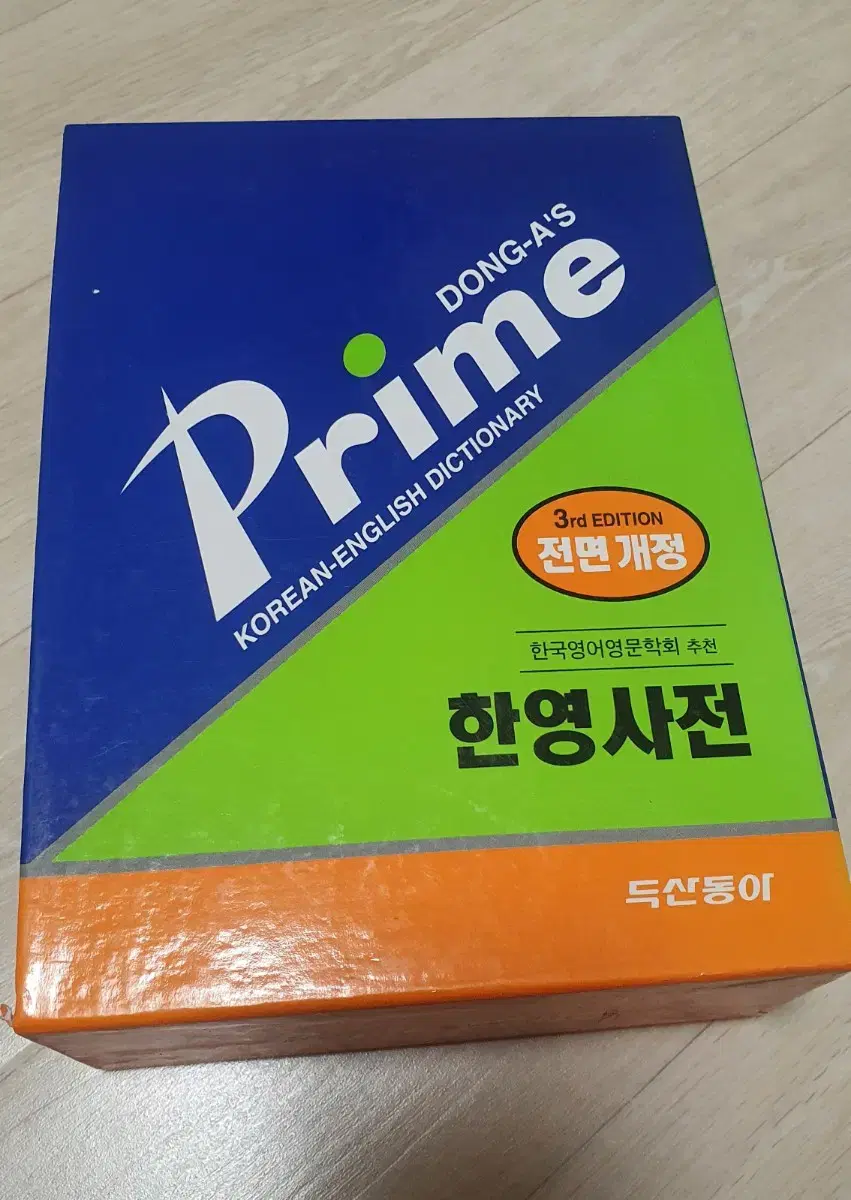 DONG-A'S
Prime
KOREAN-ENGLISH DICTIONARY
3rd EDITION
전면 개정
한국영어영문학회 추천
한영사전
두산동아